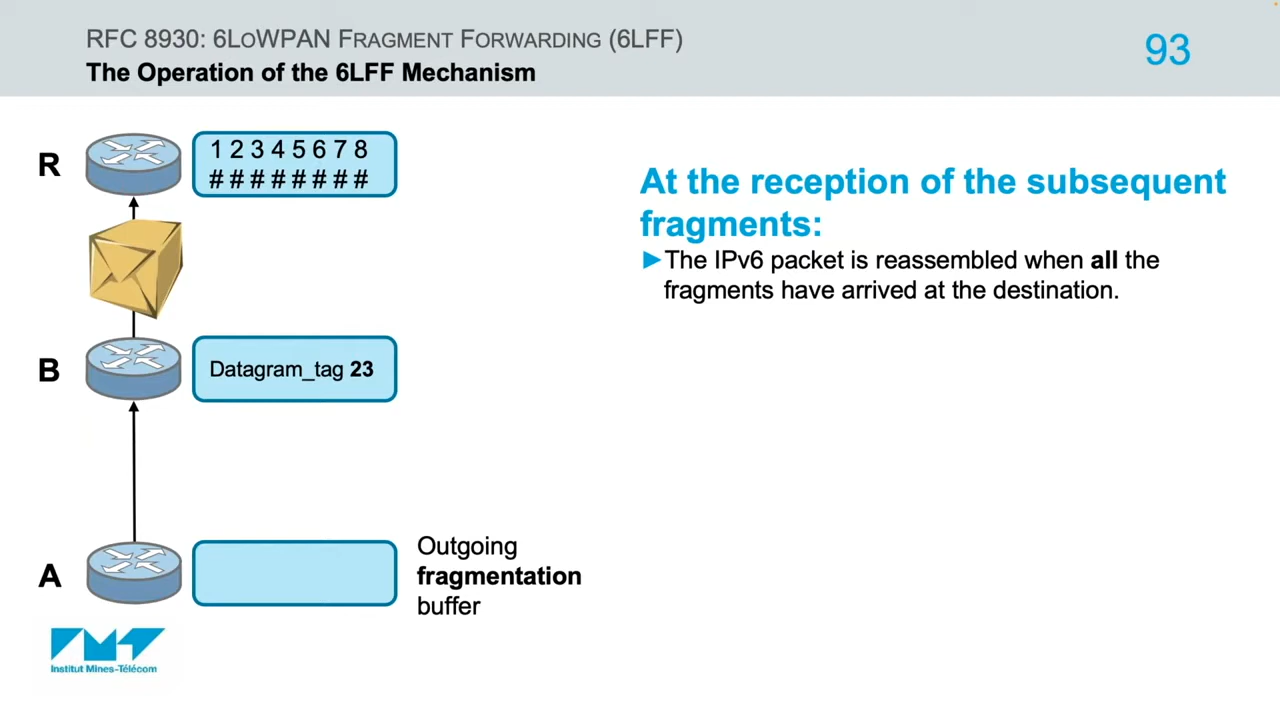 RFC 8930: 6LoWPAN Fragment Forwarding (6LFF)
The Operation of the 6LFF Mechanism
93
R
1 2 3 4 5 6 7 8
# # # # # # # #
At the reception of the subsequent
fragments:
►The IPv6 packet is reassembled when all the
fragments have arrived at the destination.
B
Datagram_tag 23
A
Outgoing
fragmentation
buffer
Institut Mines-Télécom